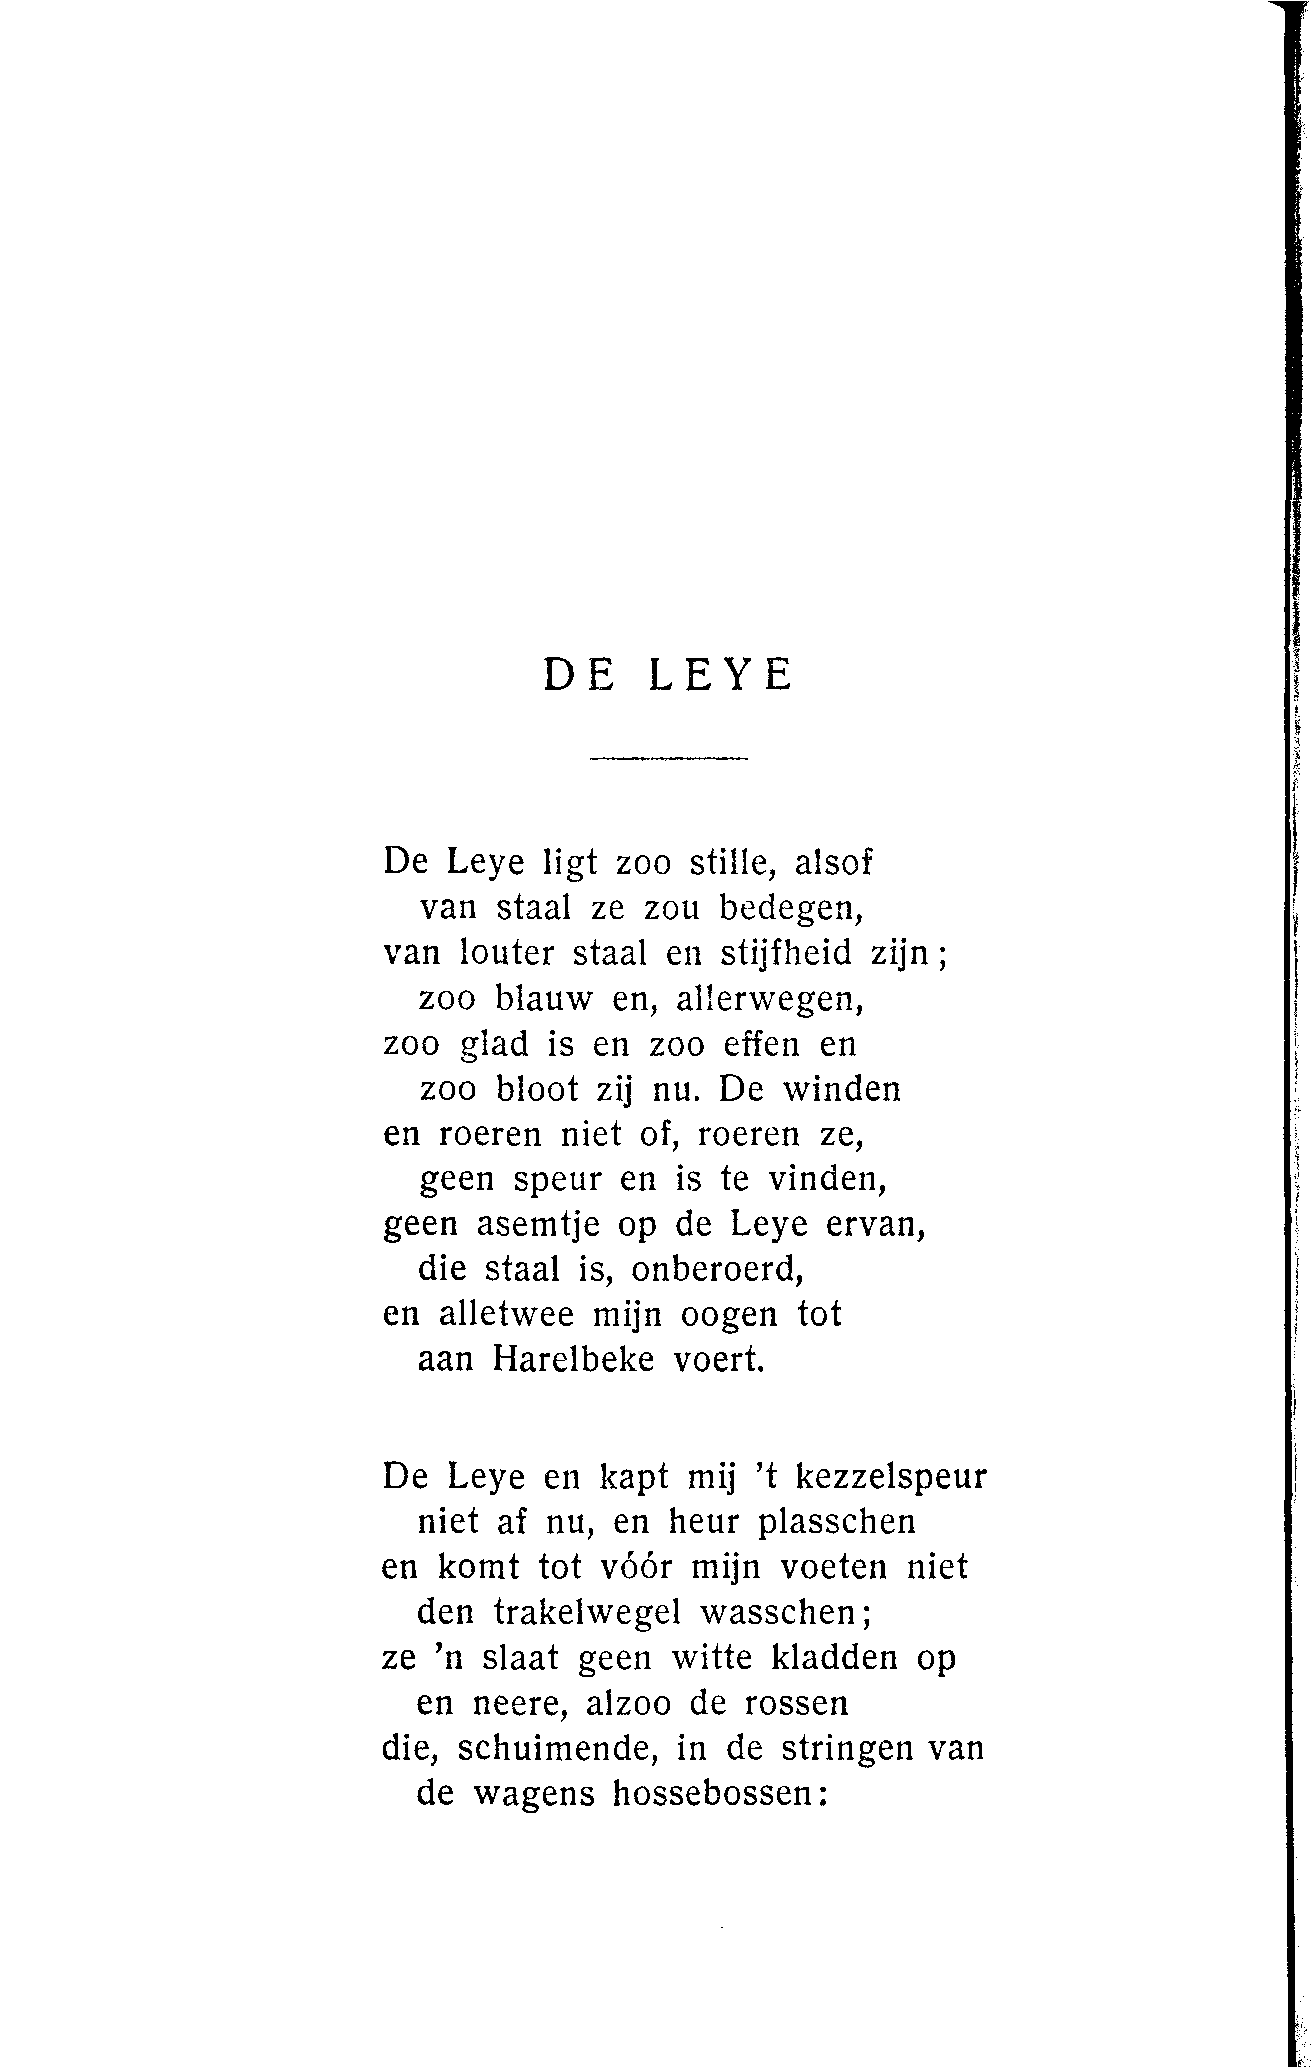 DE LEYE
De Leye ligt zoo stille, alsof
van staal ze zou bedegen,
van louter staal en stijfheid zijn;
zoo blauw en, allerwegen,
zoo glad is en zoo effen en
zoo bloot zij nu. De winden
en roeren niet of, roeren ze,
geen speur en is te vinden,
geen asemtje op de Leye ervan,
die staal is, onberoerd,
en alletwee mijn oogen tot
aan Harelbeke voert.
De Leye en kapt mij 't kezzelspeur
niet af nu, en heur plasschen
en komt tot vóór mijn voeten niet
den trakelwegel wasschen;
ze 'n slaat geen witte kladden op
en neere, alzoo de rossen
die, schuimende, in de stringen van
de wagens hossebossen: